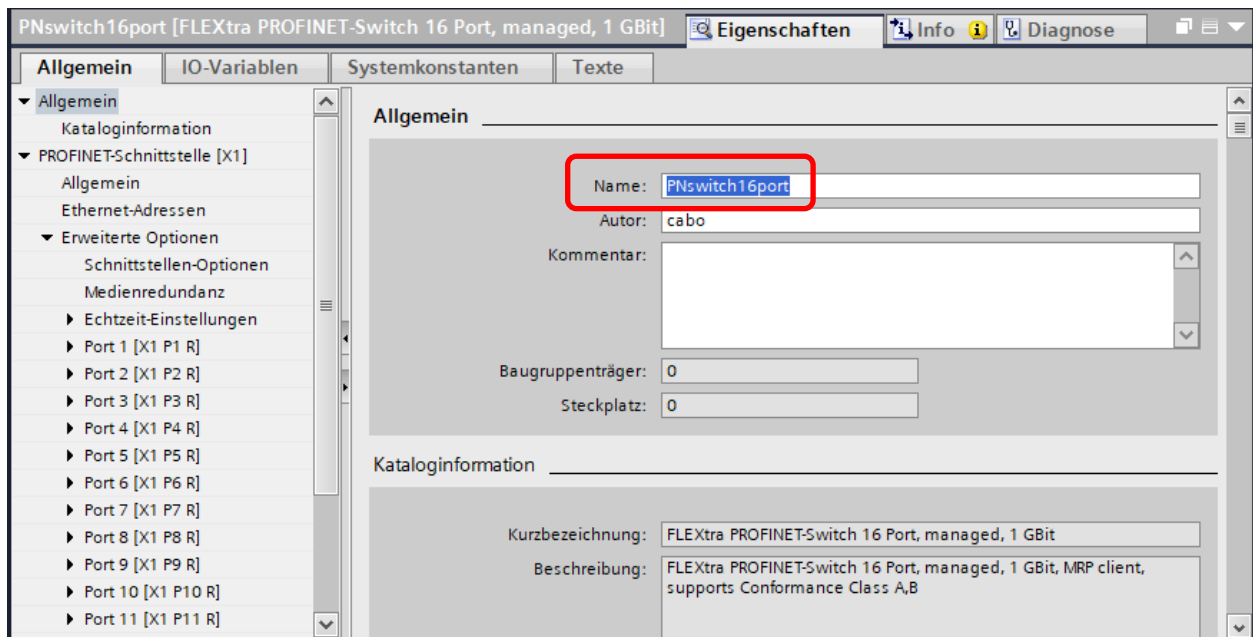 PNswitch16port [FLEXtra PROFINET-Switch 16 Port, managed, 1 GBit]
Eigenschaften
Info
Diagnose
Allgemein
IO-Variablen
Systemkonstanten
Texte
Allgemein
Kataloginformation
PROFINET-Schnittstelle [X1]
Allgemein
Ethernet-Adressen
Erweiterte Optionen
Schnittstellen-Optionen
Medienredundanz
Echtzeit-Einstellungen
Port 1 [X1 P1 R]
Port 2 [X1 P2 R]
Port 3 [X1 P3 R]
Port 4 [X1 P4 R]
Port 5 [X1 P5 R]
Port 6 [X1 P6 R]
Port 7 [X1 P7 R]
Port 8 [X1 P8 R]
Port 9 [X1 P9 R]
Port 10 [X1 P10 R]
Port 11 [X1 P11 R]
Allgemein
Name: PNswitch16port
Autor: cabo
Kommentar:
Baugruppenträger: 0
Steckplatz: 0
Kataloginformation
Kurzbezeichnung: FLEXtra PROFINET-Switch 16 Port, managed, 1 GBit
Beschreibung: FLEXtra PROFINET-Switch 16 Port, managed, 1 GBit, MRP client,
supports Conformance Class A,B